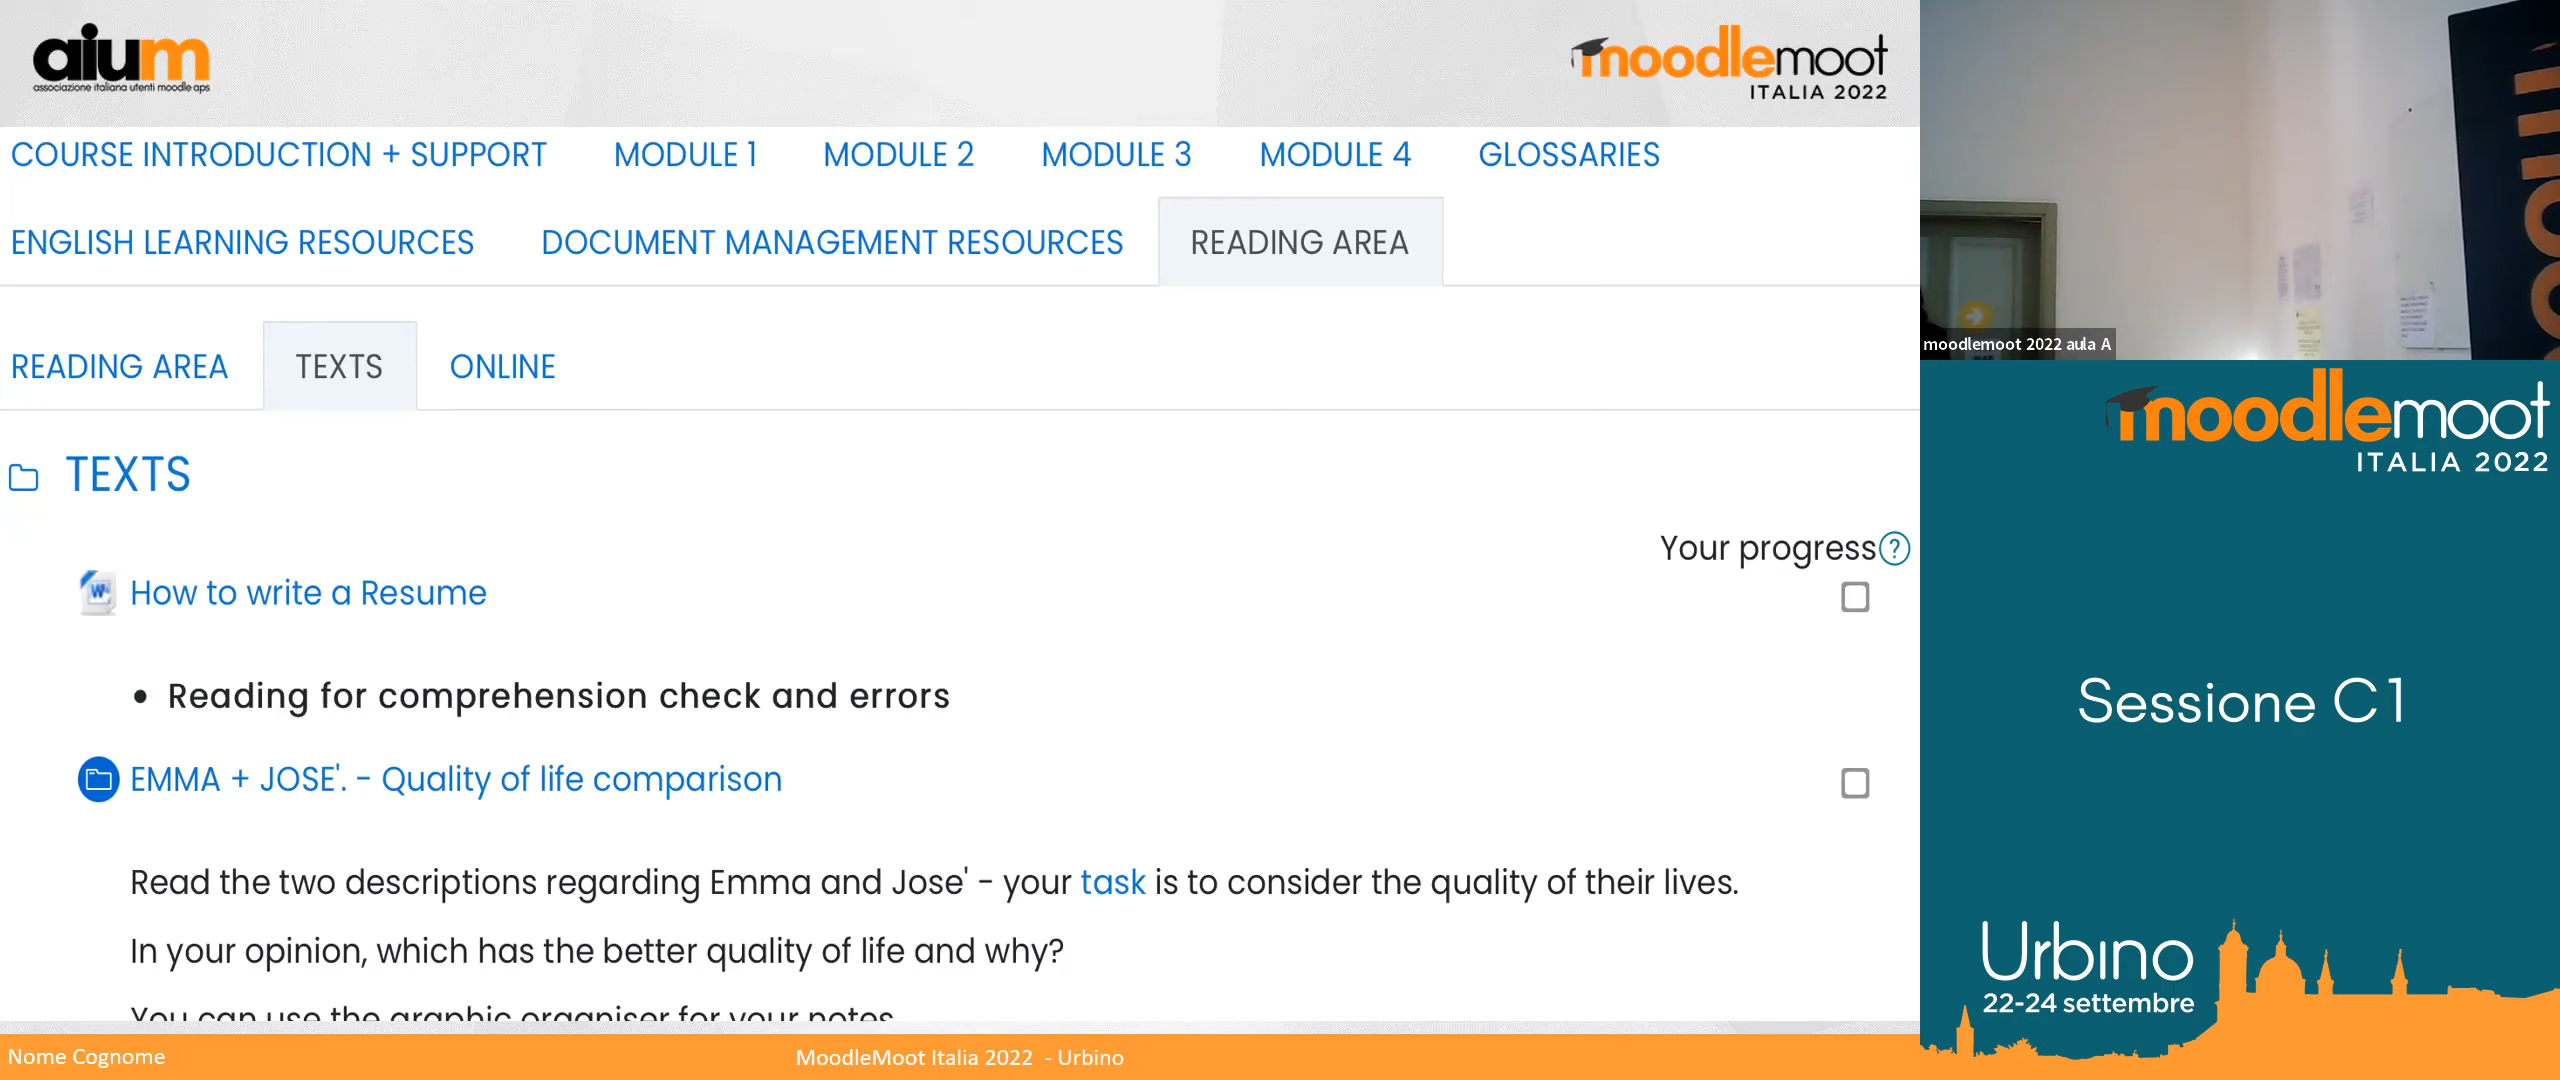 aium
associazione italiana utenti moodle aps
moodlemoot
ITALIA 2022
COURSE INTRODUCTION + SUPPORT MODULE 1 MODULE 2 MODULE 3 MODULE 4 GLOSSARIES
ENGLISH LEARNING RESOURCES DOCUMENT MANAGEMENT RESOURCES READING AREA
READING AREA TEXTS ONLINE
TEXTS
Your progress
How to write a Resume
• Reading for comprehension check and errors
EMMA + JOSE'. - Quality of life comparison
Read the two descriptions regarding Emma and Jose' - your task is to consider the quality of their lives.
In your opinion, which has the better quality of life and why?
You can use the graphic organiser for your notes
Nome Cognome
MoodleMoot Italia 2022 - Urbino
moodlemoot 2022 aula A
moodlemoot
ITALIA 2022
Sessione C1
Urbino
22-24 settembre